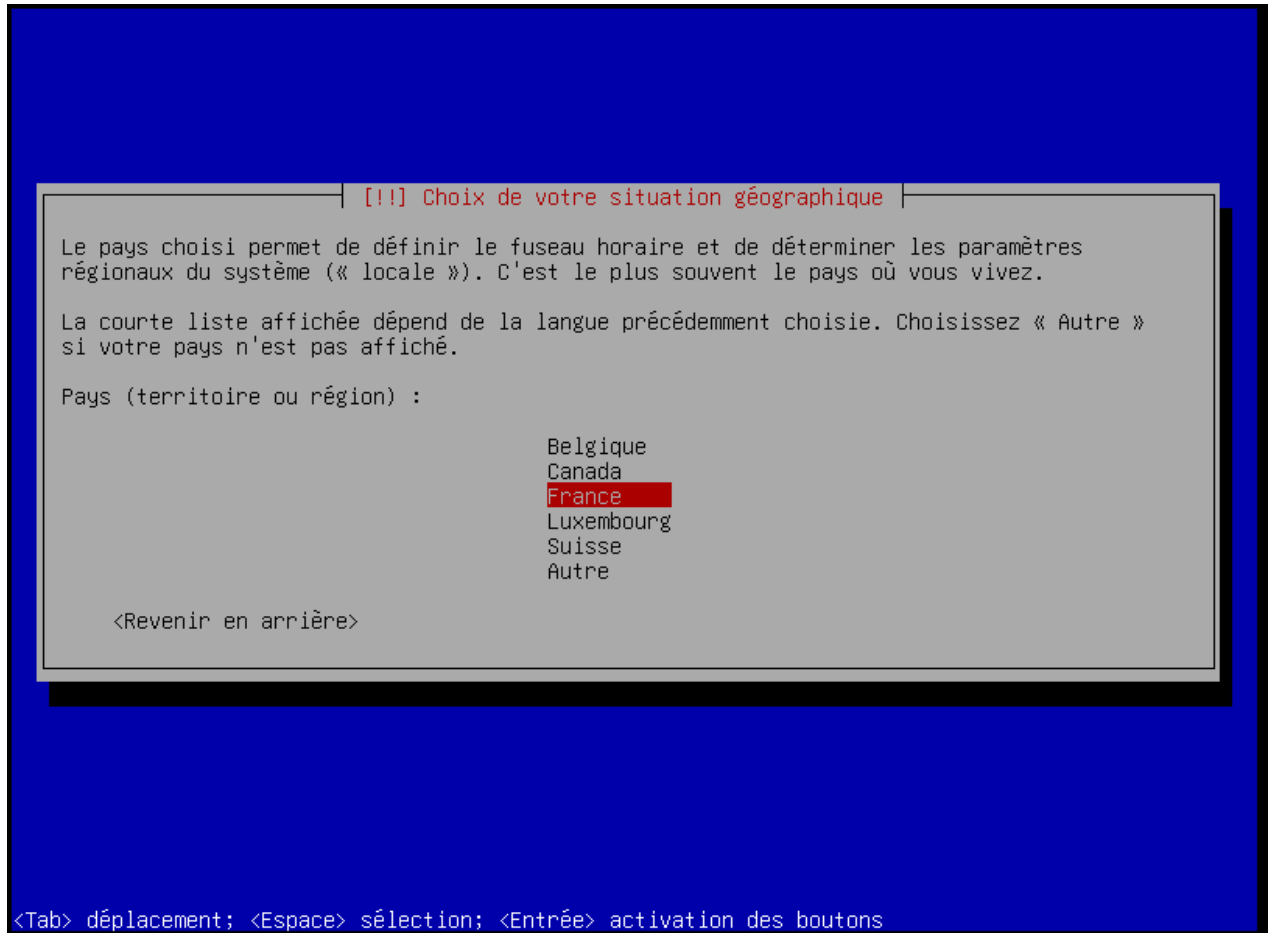 [!!] Choix de votre situation géographique
Le pays choisi permet de définir le fuseau horaire et de déterminer les paramètres
régionaux du système (« locale »). C'est le plus souvent le pays où vous vivez.
La courte liste affichée dépend de la langue précédemment choisie. Choisissez « Autre »
si votre pays n'est pas affiché.
Pays (territoire ou région) :
Belgique
Canada
France
Luxembourg
Suisse
Autre
<Revenir en arrière>
<Tab> déplacement; <Espace> sélection; <Entrée> activation des boutons